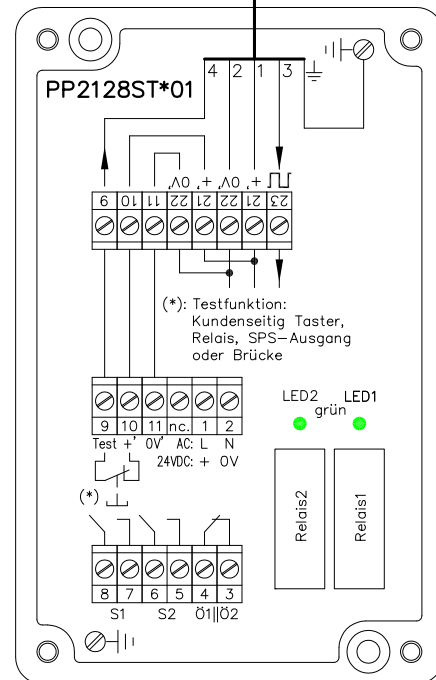 4 2 1 3
PP2128ST*01
0V' +' 0V' +'
9 10 11 22 21 22 21 23
(*): Testfunktion:
Kundenseitig Taster,
Relais, SPS-Ausgang
oder Brücke
LED2 LED1
grün
9 10 11 nc. 1 2
Test +' 0V' AC: L N
24VDC: + 0V
(*)
Relais2 Relais1
8 7 6 5 4 3
S1 S2 Ö1||Ö2